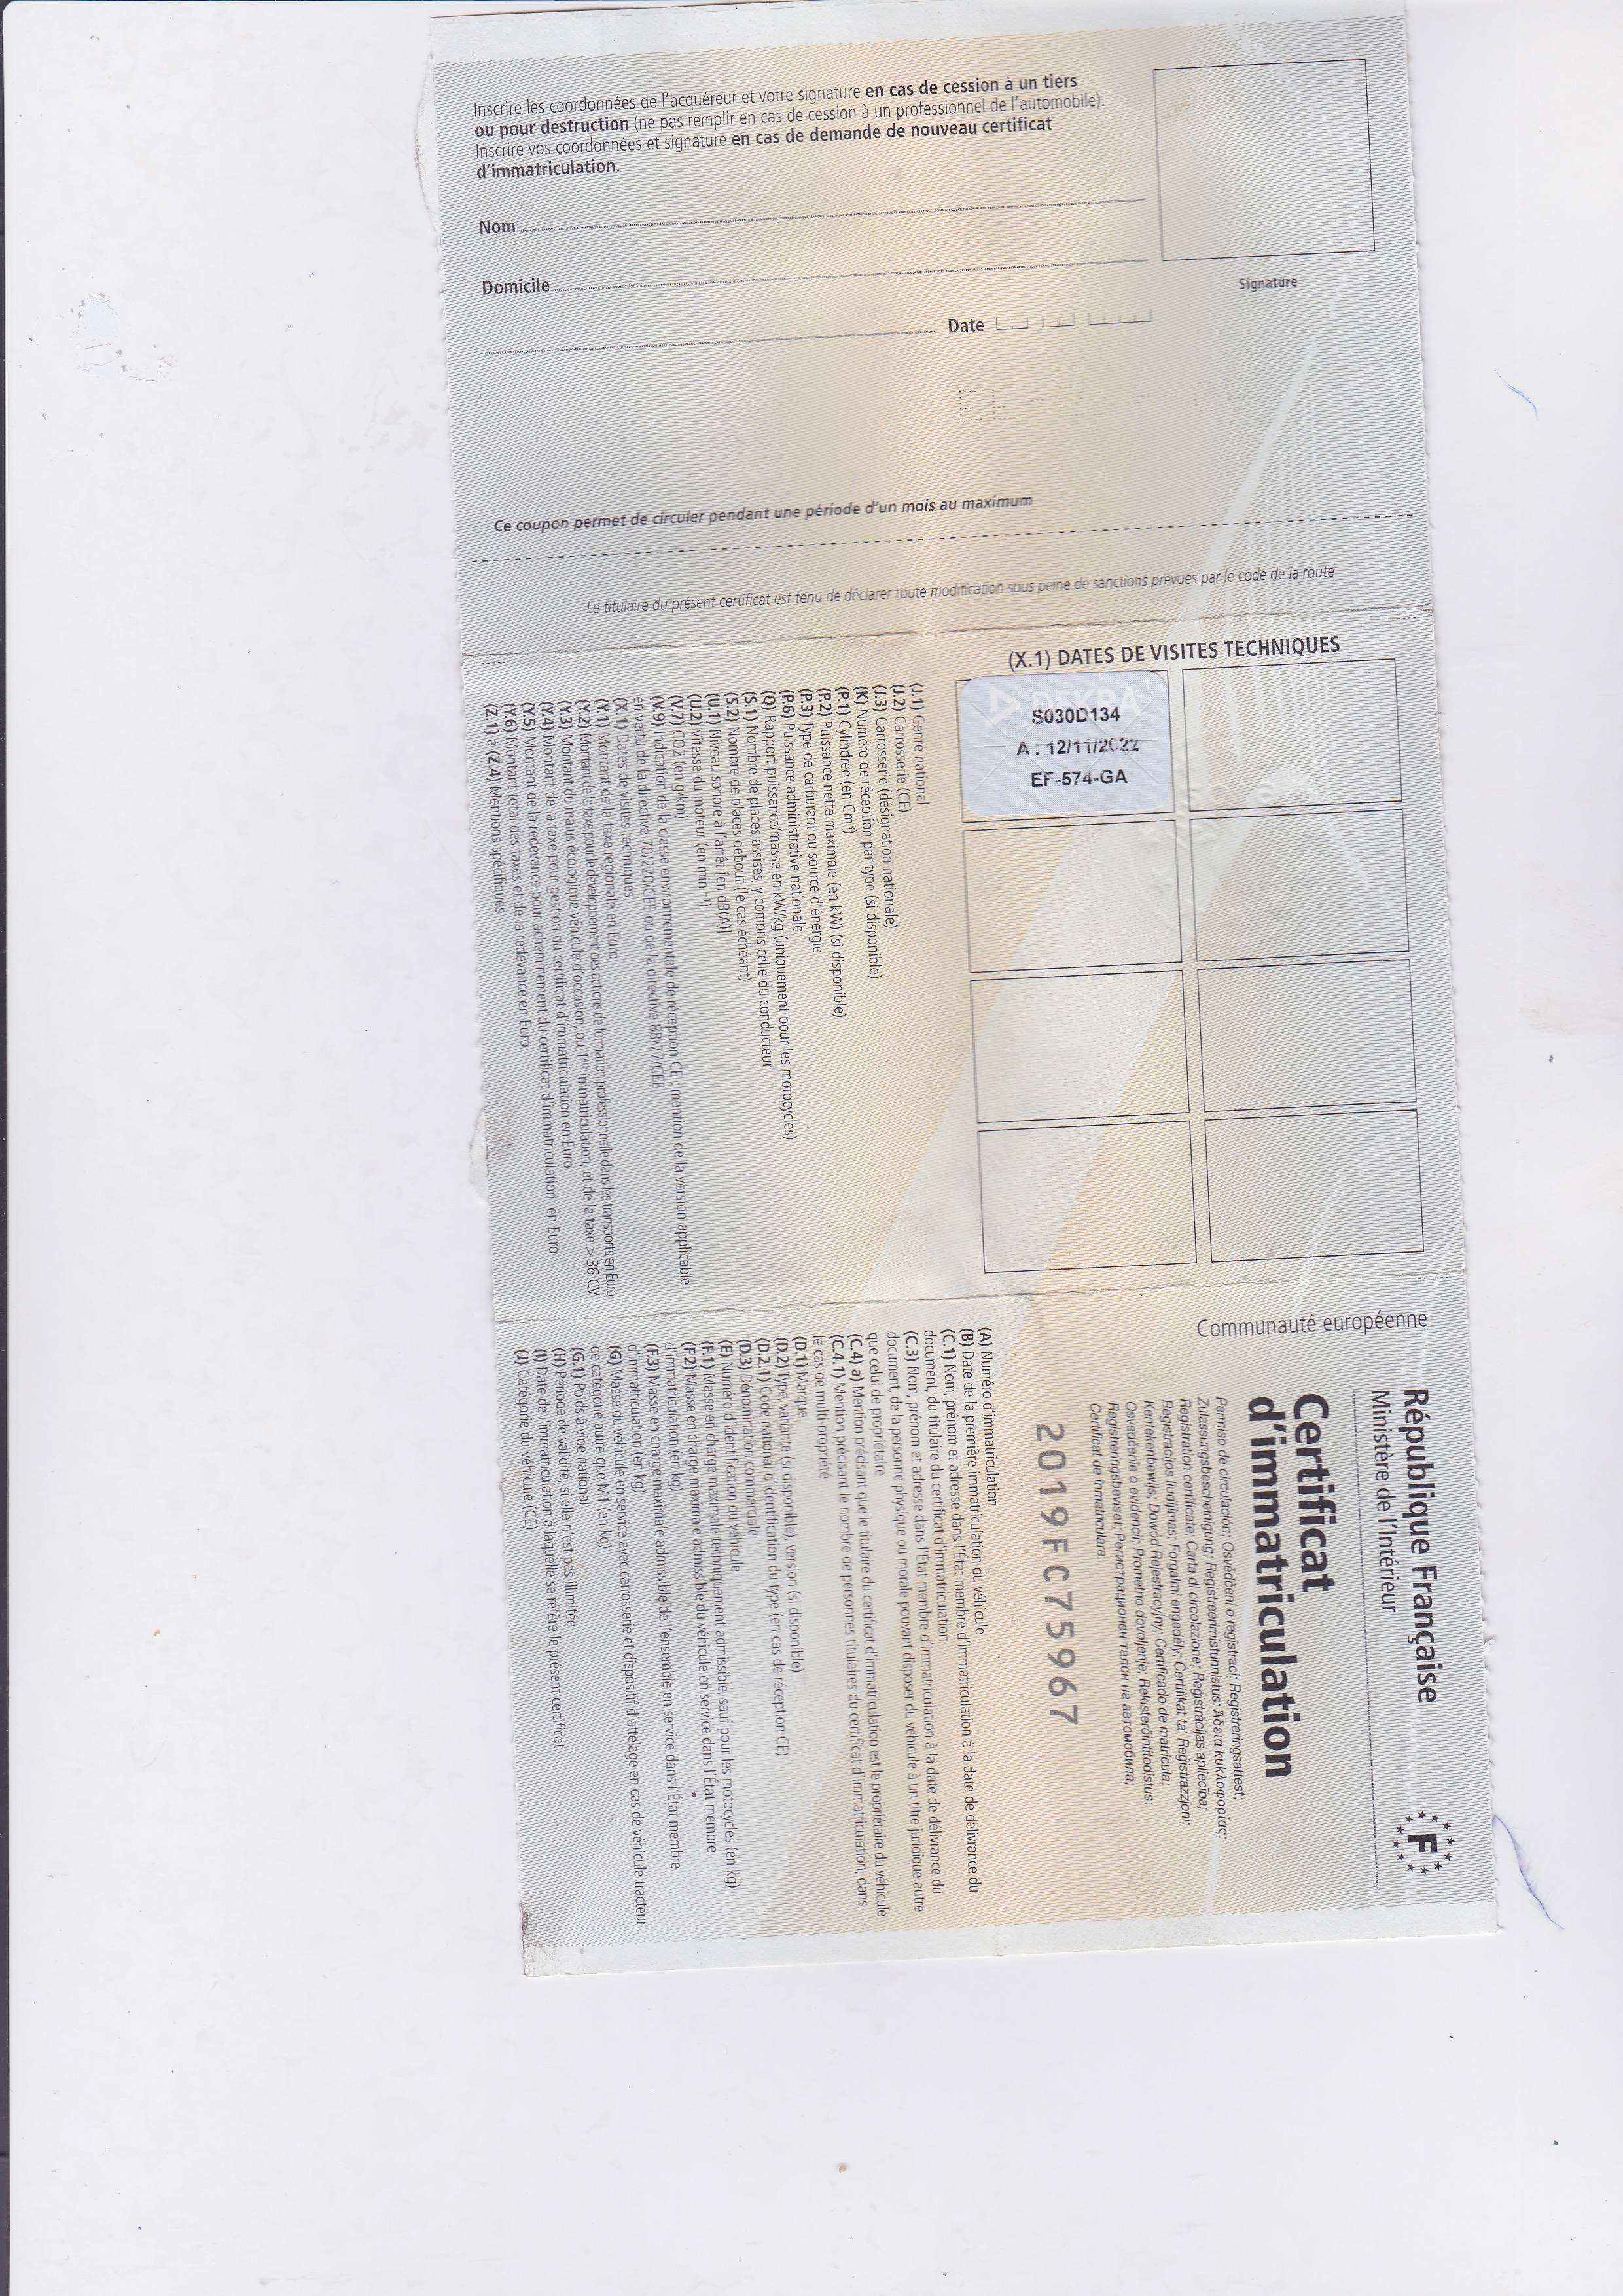 Inscrire les coordonnées de l'acquéreur et votre signature en cas de cession à un tiers
ou pour destruction (ne pas remplir en cas de cession à un professionnel de l'automobile).
Inscrire vos coordonnées et signature en cas de demande de nouveau certificat
d'immatriculation.
Nom
Domicile
Date
Signature
Ce coupon permet de circuler pendant une période d'un mois au maximum
Le titulaire du présent certificat est tenu de déclarer toute modification sous peine de sanctions prévues par le code de la route
(X.1) DATES DE VISITES TECHNIQUES
DEKRA
S030D134
A : 12/11/2022
EF-574-GA
(J.1) Genre national
(J.2) Carrosserie (CE)
(J.3) Carrosserie (désignation nationale)
(K) Numéro de réception par type (si disponible)
(P.1) Cylindrée (en Cm³)
(P.2) Puissance nette maximale (en kW) (si disponible)
(P.3) Type de carburant ou source d'énergie
(P.6) Puissance administrative nationale
(Q) Rapport puissance/masse en kW/kg (uniquement pour les motocycles)
(S.1) Nombre de places assises, y compris celle du conducteur
(S.2) Nombre de places debout (le cas échéant)
(U.1) Niveau sonore à l'arrêt [en dB(A)]
(U.2) Vitesse du moteur (en min⁻¹)
(V.7) CO2 (en g/km)
(V.9) Indication de la classe environnementale de réception CE ; mention de la version applicable
en vertu de la directive 70/220/CEE ou de la directive 88/77/CEE
(X.1) Dates de visites techniques
(Y.1) Montant de la taxe régionale en Euro
(Y.2) Montant de la taxe pour le développement des actions de formation professionnelle dans les transports en Euro
(Y.3) Montant du malus écologique véhicule d'occasion, ou 1ère immatriculation, et de la taxe > 36 CV
(Y.4) Montant de la taxe pour gestion du certificat d'immatriculation en Euro
(Y.5) Montant de la redevance pour acheminement du certificat d'immatriculation en Euro
(Y.6) Montant total des taxes et de la redevance en Euro
(Z.1) à (Z.4) Mentions spécifiques
Communauté européenne
République Française
Ministère de l'Intérieur
F
Certificat
d'immatriculation
Permiso de circulación; Osvědčení o registraci; Registreringsattest;
Zulassungsbescheinigung; Registreerimistunnistus; Άδεια κυκλοφορίας;
Registration certificate; Carta di circolazione; Reģistrācijas apliecība;
Registracijos liudijimas; Forgalmi engedély; Ċertifikat ta' Reġistrazzjoni;
Kentekenbewijs; Dowód Rejestracyjny; Certificado de matrícula;
Osvedčenie o evidencii; Prometno dovoljenje; Rekisteröintitodistus;
Registreringsbeviset; Регистрационен талон на автомобила;
Certificat de înmatriculare.
2019FC75967
(A) Numéro d'immatriculation
(B) Date de la première immatriculation du véhicule
(C.1) Nom, prénom et adresse dans l'État membre d'immatriculation à la date de délivrance du
document, du titulaire du certificat d'immatriculation
(C.3) Nom, prénom et adresse dans l'État membre d'immatriculation à la date de délivrance du
document, de la personne physique ou morale pouvant disposer du véhicule à un titre juridique autre
que celui de propriétaire
(C.4) a) Mention précisant que le titulaire du certificat d'immatriculation est le propriétaire du véhicule
(C.4.1) Mention précisant le nombre de personnes titulaires du certificat d'immatriculation, dans
le cas de multi-propriété
(D.1) Marque
(D.2) Type, variante (si disponible), version (si disponible)
(D.2.1) Code national d'identification du type (en cas de réception CE)
(D.3) Dénomination commerciale
(E) Numéro d'identification du véhicule
(F.1) Masse en charge maximale techniquement admissible, sauf pour les motocycles (en kg)
(F.2) Masse en charge maximale admissible du véhicule en service dans l'État membre
d'immatriculation (en kg)
(F.3) Masse en charge maximale admissible de l'ensemble en service dans l'État membre
d'immatriculation (en kg)
(G) Masse du véhicule en service avec carrosserie et dispositif d'attelage en cas de véhicule tracteur
de catégorie autre que M1 (en kg)
(G.1) Poids à vide national
(H) Période de validité, si elle n'est pas illimitée
(I) Date de l'immatriculation à laquelle se réfère le présent certificat
(J) Catégorie du véhicule (CE)